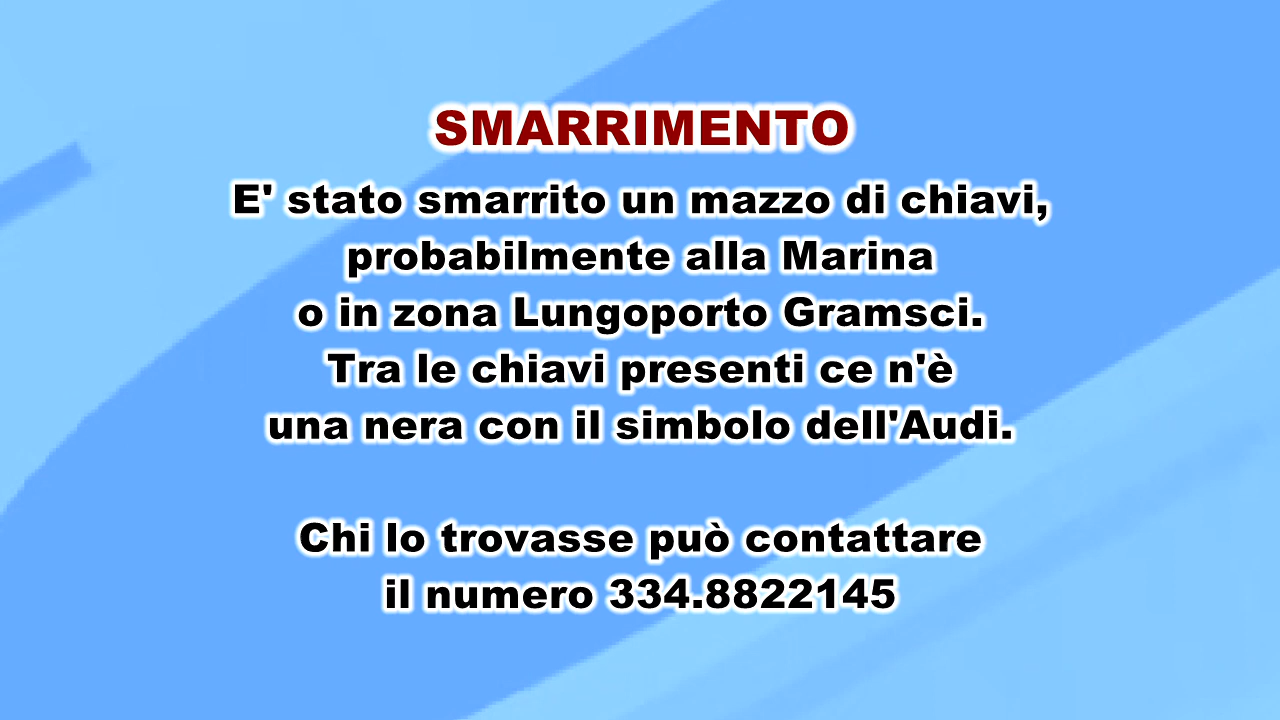 SMARRIMENTO
E' stato smarrito un mazzo di chiavi,
probabilmente alla Marina
o in zona Lungoporto Gramsci.
Tra le chiavi presenti ce n'è
una nera con il simbolo dell'Audi.
Chi lo trovasse può contattare
il numero 334.8822145